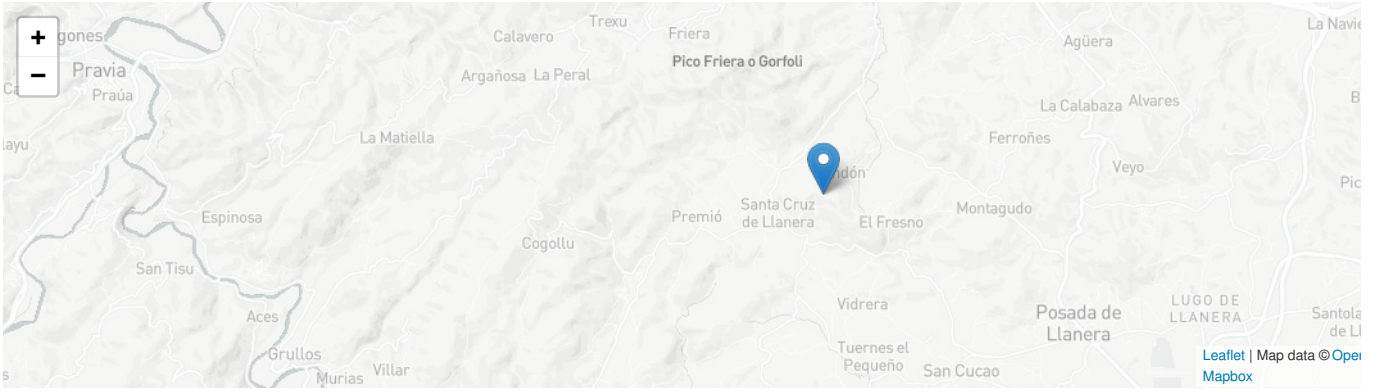 +
−
Trexu
Calavero
Friera
La Navie
Agüera
Pravia
Pico Friera o Gorfoli
Argañosa La Peral
Praúa
La Calabaza Alvares
La Matiella
Ferroñes
Veyo
Espinosa
Santa Cruz
de Llanera
Premió
El Fresno
Montagudo
Cogollu
San Tisu
Aces
Vidrera
Posada de
Llanera
LUGO DE
LLANERA
Grullos
Murias Villar
Tuernes el
Pequeño
San Cucao
Leaflet | Map data ©
Mapbox